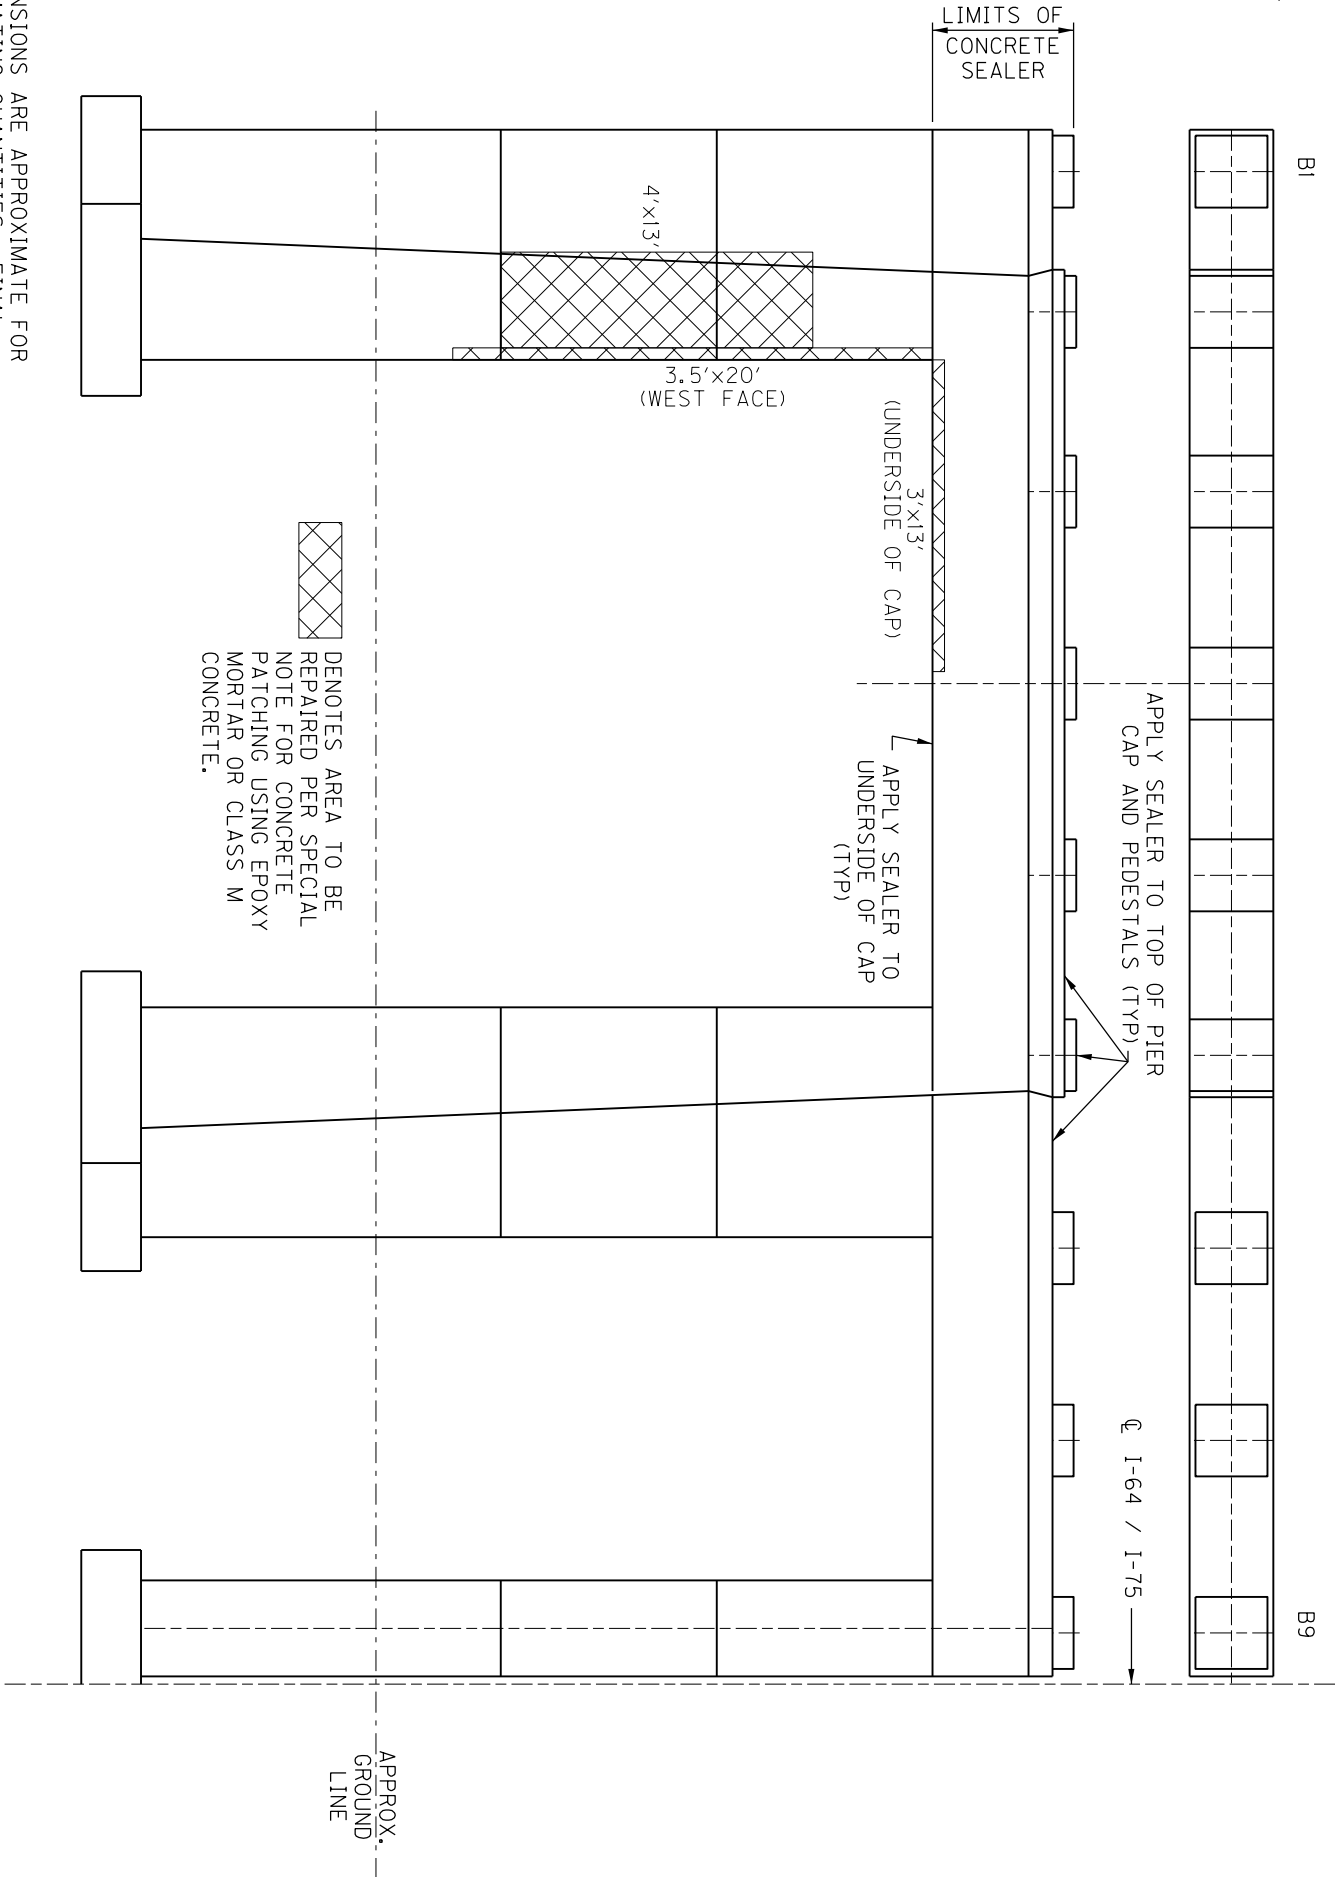 B1
B9
LIMITS OF
CONCRETE
SEALER
APPLY SEALER TO TOP OF PIER
CAP AND PEDESTALS (TYP)
℄ I-64 / I-75
3'x13'
(UNDERSIDE OF CAP)
APPLY SEALER TO
UNDERSIDE OF CAP
(TYP)
4'x13'
3.5'x20'
(WEST FACE)
DENOTES AREA TO BE
REPAIRED PER SPECIAL
NOTE FOR CONCRETE
PATCHING USING EPOXY
MORTAR OR CLASS M
CONCRETE.
APPROX.
GROUND
LINE
NSIONS ARE APPROXIMATE FOR